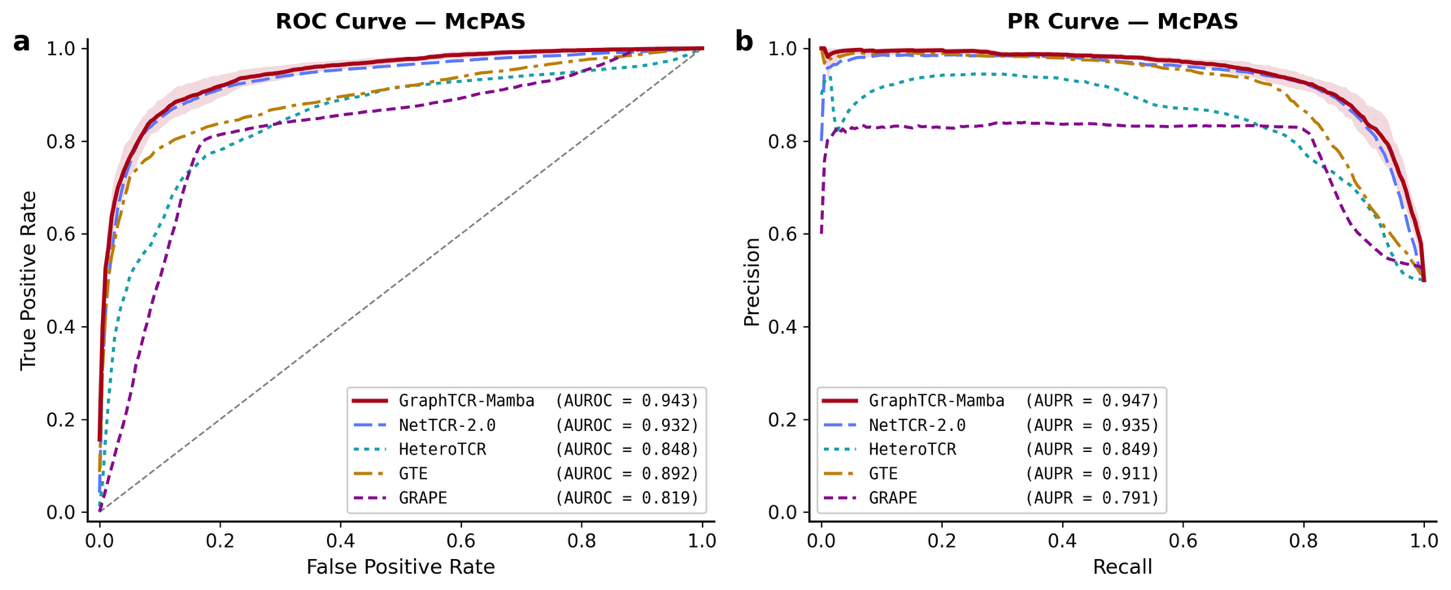 a
ROC Curve — McPAS
True Positive Rate
1.0
0.8
0.6
0.4
0.2
0.0
GraphTCR-Mamba (AUROC = 0.943)
NetTCR-2.0 (AUROC = 0.932)
HeteroTCR (AUROC = 0.848)
GTE (AUROC = 0.892)
GRAPE (AUROC = 0.819)
0.0 0.2 0.4 0.6 0.8 1.0
False Positive Rate
b
PR Curve — McPAS
Precision
1.0
0.8
0.6
0.4
0.2
0.0
GraphTCR-Mamba (AUPR = 0.947)
NetTCR-2.0 (AUPR = 0.935)
HeteroTCR (AUPR = 0.849)
GTE (AUPR = 0.911)
GRAPE (AUPR = 0.791)
0.0 0.2 0.4 0.6 0.8 1.0
Recall